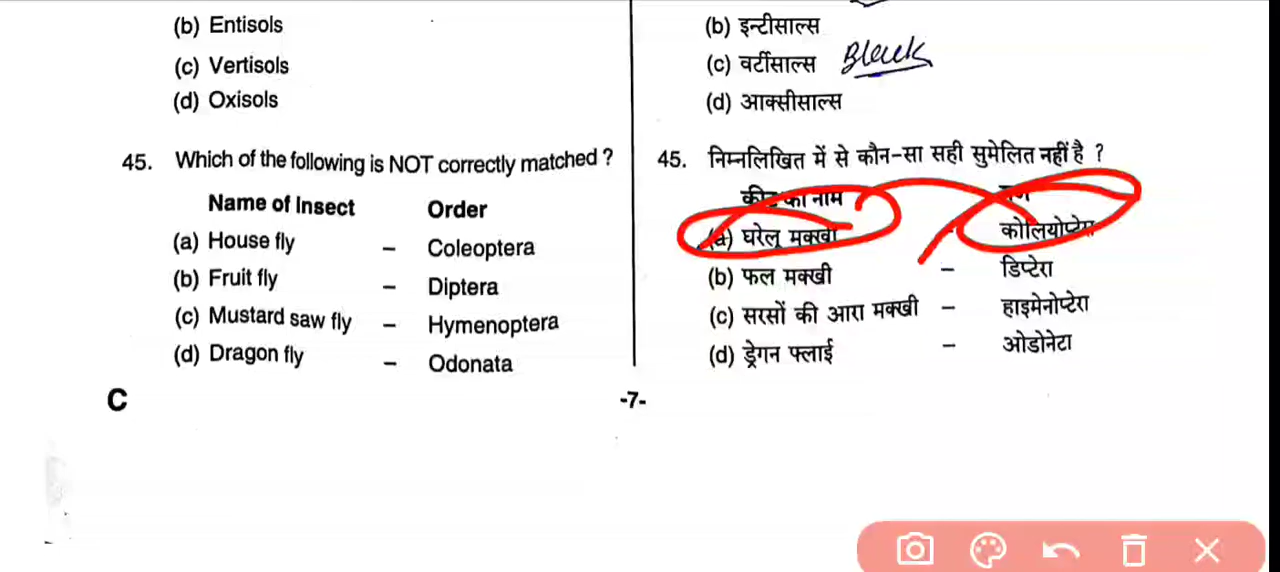 (b) Entisols
(c) Vertisols
(d) Oxisols
45. Which of the following is NOT correctly matched ?
Name of Insect Order
(a) House fly – Coleoptera
(b) Fruit fly – Diptera
(c) Mustard saw fly – Hymenoptera
(d) Dragon fly – Odonata
C
-7-
(b) इन्टीसाल्स
(c) वर्टीसाल्स Black
(d) आक्सीसाल्स
45. निम्नलिखित में से कौन-सा सही सुमेलित नहीं है ?
कीट का नाम
(a) घरेलू मक्खी – कोलियोप्टेरा
(b) फल मक्खी – डिप्टेरा
(c) सरसों की आरा मक्खी – हाइमेनोप्टेरा
(d) ड्रेगन फ्लाई – ओडोनेटा